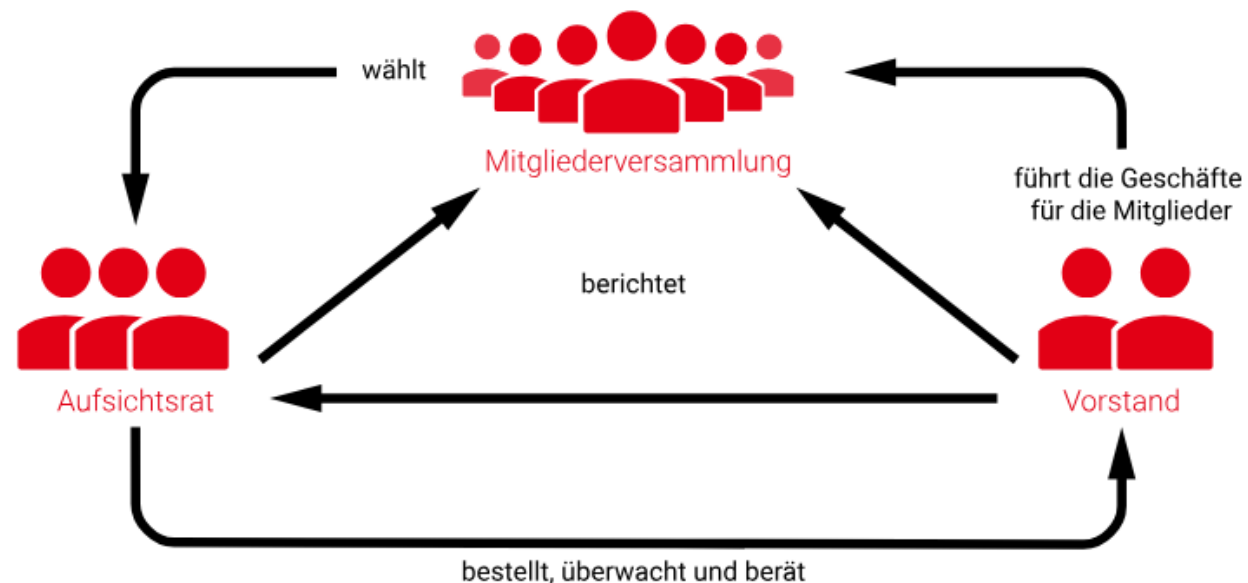 wählt
Mitgliederversammlung
führt die Geschäfte
für die Mitglieder
berichtet
Aufsichtsrat
Vorstand
bestellt, überwacht und berät